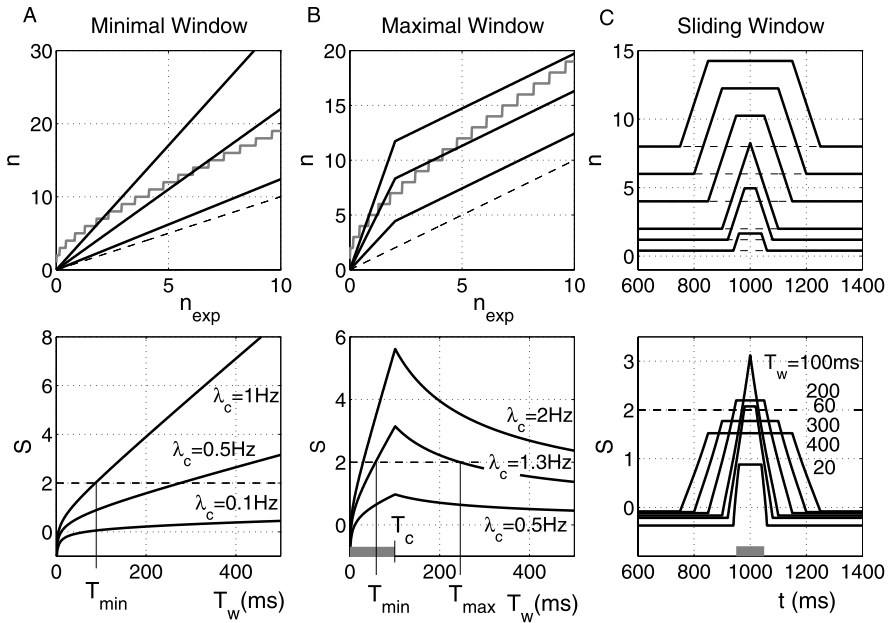 A Minimal Window
B Maximal Window
C Sliding Window
30
20
10
0
n
0 5 10
n_exp
20
15
10
5
0
n
0 5 10
n_exp
15
10
5
0
n
600 800 1000 1200 1400
8
6
4
2
0
S
λ_c=1Hz
λ_c=0.5Hz
λ_c=0.1Hz
0 200 400
T_min
T_w(ms)
6
4
2
0
S
λ_c=2Hz
λ_c=1.3Hz
λ_c=0.5Hz
T_c
0 200 400
T_min
T_max
T_w(ms)
3
2
1
0
S
T_w=100ms
200
60
300
400
20
600 800 1000 1200 1400
t (ms)